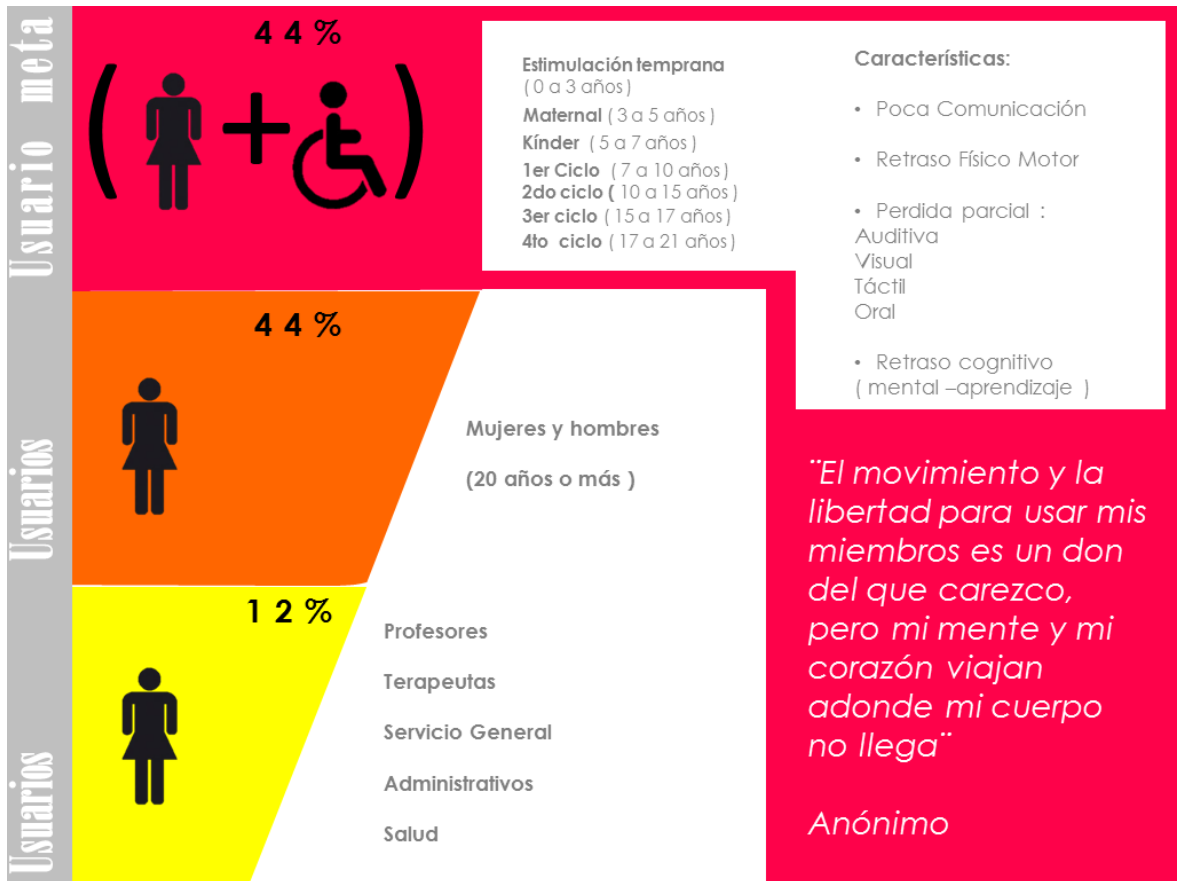 Usuario meta
44%
(+)
Estimulación temprana
( 0 a 3 años )
Maternal ( 3 a 5 años )
Kínder ( 5 a 7 años )
1er Ciclo ( 7 a 10 años )
2do ciclo ( 10 a 15 años )
3er ciclo ( 15 a 17 años )
4to ciclo ( 17 a 21 años )
Características:
• Poca Comunicación
• Retraso Físico Motor
• Perdida parcial :
Auditiva
Visual
Táctil
Oral
• Retraso cognitivo
( mental –aprendizaje )
Usuarios
44%
Mujeres y hombres
(20 años o más )
Usuarios
12%
Profesores
Terapeutas
Servicio General
Administrativos
Salud
¨El movimiento y la
libertad para usar mis
miembros es un don
del que carezco,
pero mi mente y mi
corazón viajan
adonde mi cuerpo
no llega¨
Anónimo